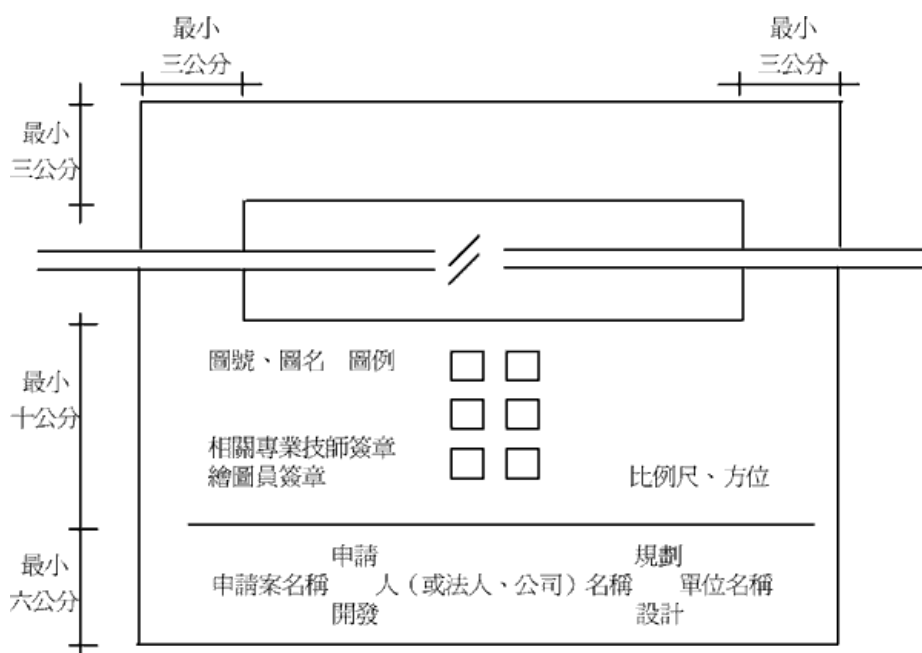 最小
三公分
最小
三公分
最小
三公分
圖號、圖名 圖例
最小
十公分
相關專業技師簽章
繪圖員簽章
比例尺、方位
申請 規劃
最小
申請案名稱 人（或法人、公司）名稱 單位名稱
六公分
開發 設計